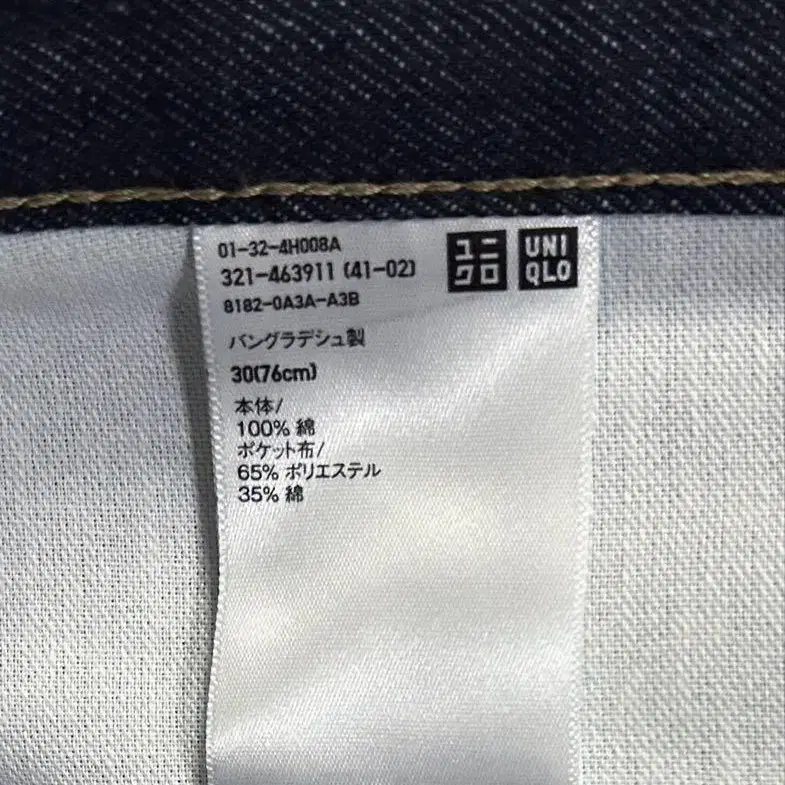 01-32-4H008A
321-463911 (41-02)
8182-0A3A-A3B
ユニ
クロ
UNI
QLO
バングラデシュ製
30(76cm)
本体/
100% 綿
ポケット布/
65% ポリエステル
35% 綿